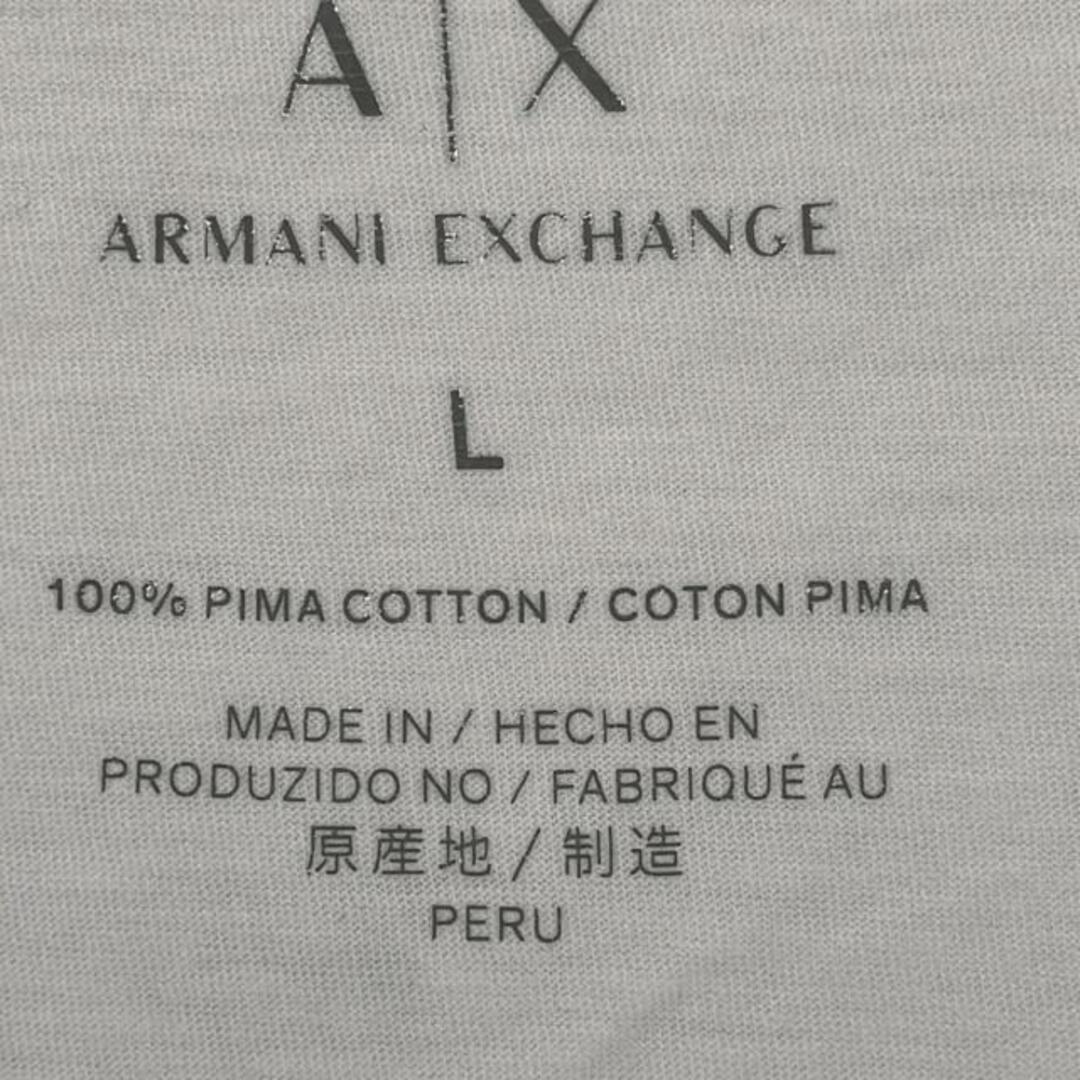 A|X
ARMANI EXCHANGE
L
100% PIMA COTTON / COTON PIMA
MADE IN / HECHO EN
PRODUZIDO NO / FABRIQUÉ AU
原産地 / 制造
PERU